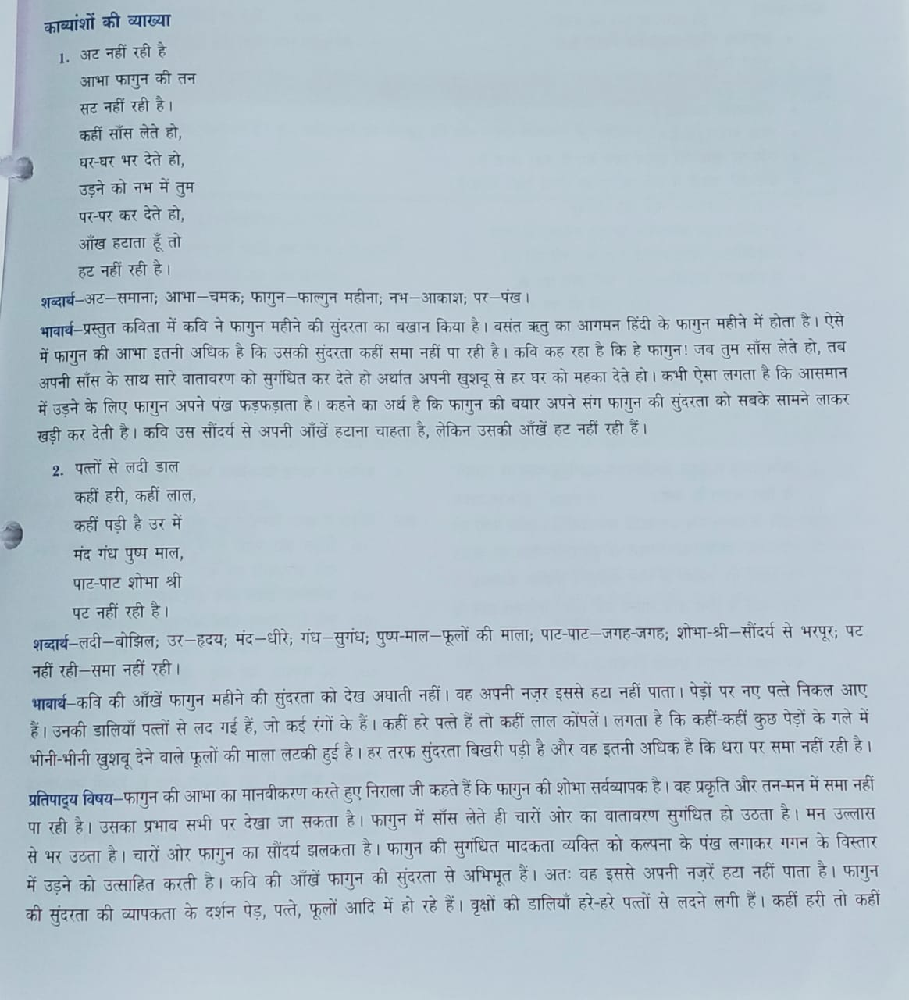 काव्यांशों की व्याख्या
1. अट नहीं रही है
आभा फागुन की तन
सट नहीं रही है।
कहीं साँस लेते हो,
घर-घर भर देते हो,
उड़ने को नभ में तुम
पर-पर कर देते हो,
आँख हटाता हूँ तो
हट नहीं रही है।
शब्दार्थ–अट–समाना; आभा–चमक; फागुन–फाल्गुन महीना; नभ–आकाश; पर–पंख।
भावार्थ–प्रस्तुत कविता में कवि ने फागुन महीने की सुंदरता का बखान किया है। वसंत ऋतु का आगमन हिंदी के फागुन महीने में होता है। ऐसे
में फागुन की आभा इतनी अधिक है कि उसकी सुंदरता कहीं समा नहीं पा रही है। कवि कह रहा है कि हे फागुन! जब तुम साँस लेते हो, तब
अपनी साँस के साथ सारे वातावरण को सुगंधित कर देते हो अर्थात अपनी खुशबू से हर घर को महका देते हो। कभी ऐसा लगता है कि आसमान
में उड़ने के लिए फागुन अपने पंख फड़फड़ाता है। कहने का अर्थ है कि फागुन की बयार अपने संग फागुन की सुंदरता को सबके सामने लाकर
खड़ी कर देती है। कवि उस सौंदर्य से अपनी आँखें हटाना चाहता है, लेकिन उसकी आँखें हट नहीं रही हैं।
2. पत्तों से लदी डाल
कहीं हरी, कहीं लाल,
कहीं पड़ी है उर में
मंद गंध पुष्प माल,
पाट-पाट शोभा श्री
पट नहीं रही है।
शब्दार्थ–लदी–बोझिल; उर–हृदय; मंद–धीरे; गंध–सुगंध; पुष्प-माल–फूलों की माला; पाट-पाट–जगह-जगह; शोभा-श्री–सौंदर्य से भरपूर; पट
नहीं रही–समा नहीं रही।
भावार्थ–कवि की आँखें फागुन महीने की सुंदरता को देख अघाती नहीं। वह अपनी नज़र इससे हटा नहीं पाता। पेड़ों पर नए पत्ते निकल आए
हैं। उनकी डालियाँ पत्तों से लद गई हैं, जो कई रंगों के हैं। कहीं हरे पत्ते हैं तो कहीं लाल कोंपलें। लगता है कि कहीं-कहीं कुछ पेड़ों के गले में
भीनी-भीनी खुशबू देने वाले फूलों की माला लटकी हुई है। हर तरफ सुंदरता बिखरी पड़ी है और वह इतनी अधिक है कि धरा पर समा नहीं रही है।
प्रतिपाद्य विषय–फागुन की आभा का मानवीकरण करते हुए निराला जी कहते हैं कि फागुन की शोभा सर्वव्यापक है। वह प्रकृति और तन-मन में समा नहीं
पा रही है। उसका प्रभाव सभी पर देखा जा सकता है। फागुन में साँस लेते ही चारों ओर का वातावरण सुगंधित हो उठता है। मन उल्लास
से भर उठता है। चारों ओर फागुन का सौंदर्य झलकता है। फागुन की सुगंधित मादकता व्यक्ति को कल्पना के पंख लगाकर गगन के विस्तार
में उड़ने को उत्साहित करती है। कवि की आँखें फागुन की सुंदरता से अभिभूत हैं। अतः वह इससे अपनी नज़रें हटा नहीं पाता है। फागुन
की सुंदरता की व्यापकता के दर्शन पेड़, पत्ते, फूलों आदि में हो रहे हैं। वृक्षों की डालियाँ हरे-हरे पत्तों से लदने लगी हैं। कहीं हरी तो कहीं